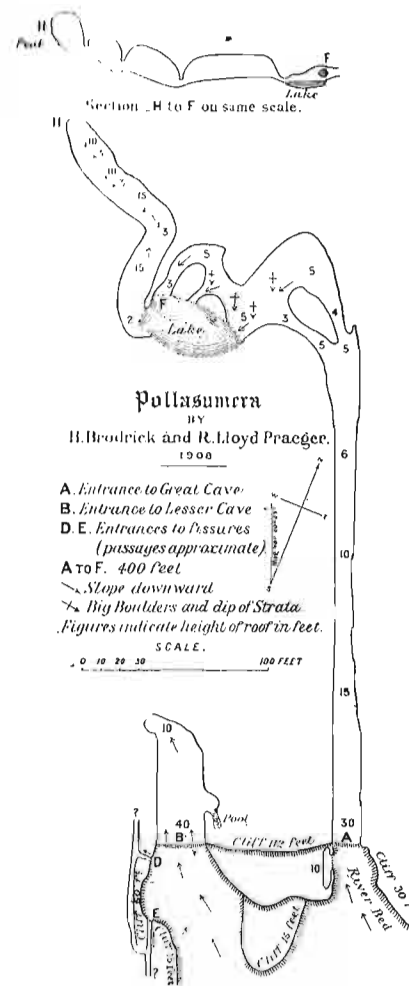 H
Pool
F
Lake
Section H to F on same scale.
H
10
10
15
3
15
5
3
F
?
Lake
5
5
3
4
5
5
Pollasumera
BY
H. Brodrick and R. Lloyd Praeger.
1908
A. Entrance to Great Cave
B. Entrance to Lesser Cave
D. E. Entrances to fissures
(passages approximate)
A TO F. 400 feet
Slope downward
Big Boulders and dip of Strata
Figures indicate height of roof in feet.
SCALE.
0 10 20 30 100 FEET
6
10
15
10
Pool
?
40
B
Cliff 112 feet
30
A
D
10
Cliff 30 Ft
River Bed
E
Cliff 15 feet
?